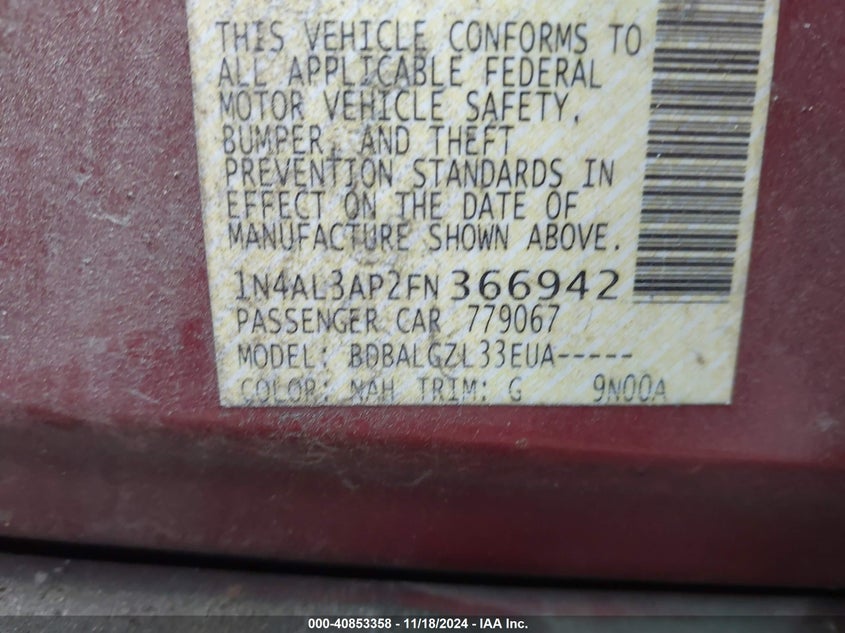 THIS VEHICLE CONFORMS TO
ALL APPLICABLE FEDERAL
MOTOR VEHICLE SAFETY,
BUMPER, AND THEFT
PREVENTION STANDARDS IN
EFFECT ON THE DATE OF
MANUFACTURE SHOWN ABOVE.
1N4AL3AP2FN366942
PASSENGER CAR 779067
MODEL: BDBALGZL33EUA-----
COLOR: NAH TRIM: G 9N00A
000-40853358 - 11/18/2024 - IAA Inc.